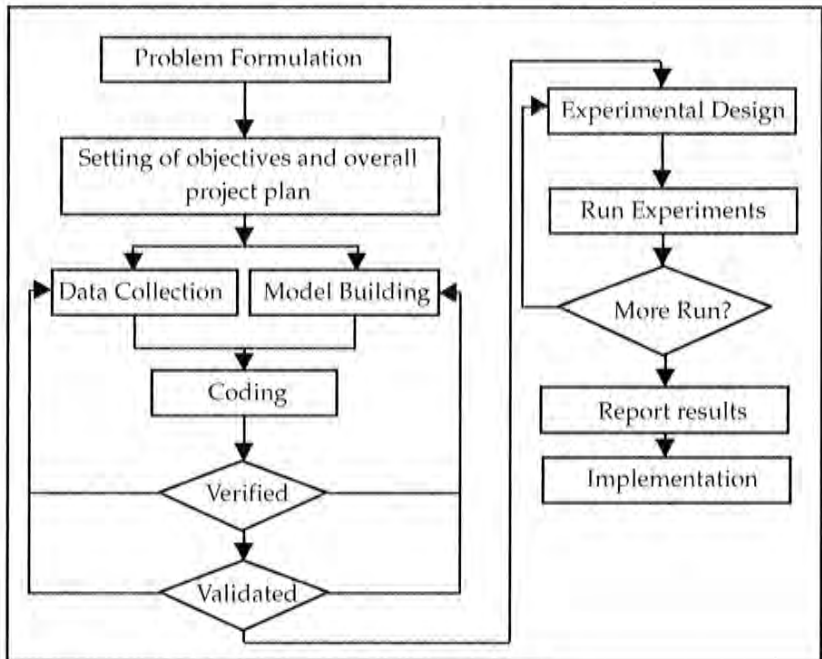 Problem Formulation
Setting of objectives and overall
project plan
Data Collection
Model Building
Coding
Verified
Validated
Experimental Design
Run Experiments
More Run?
Report results
Implementation